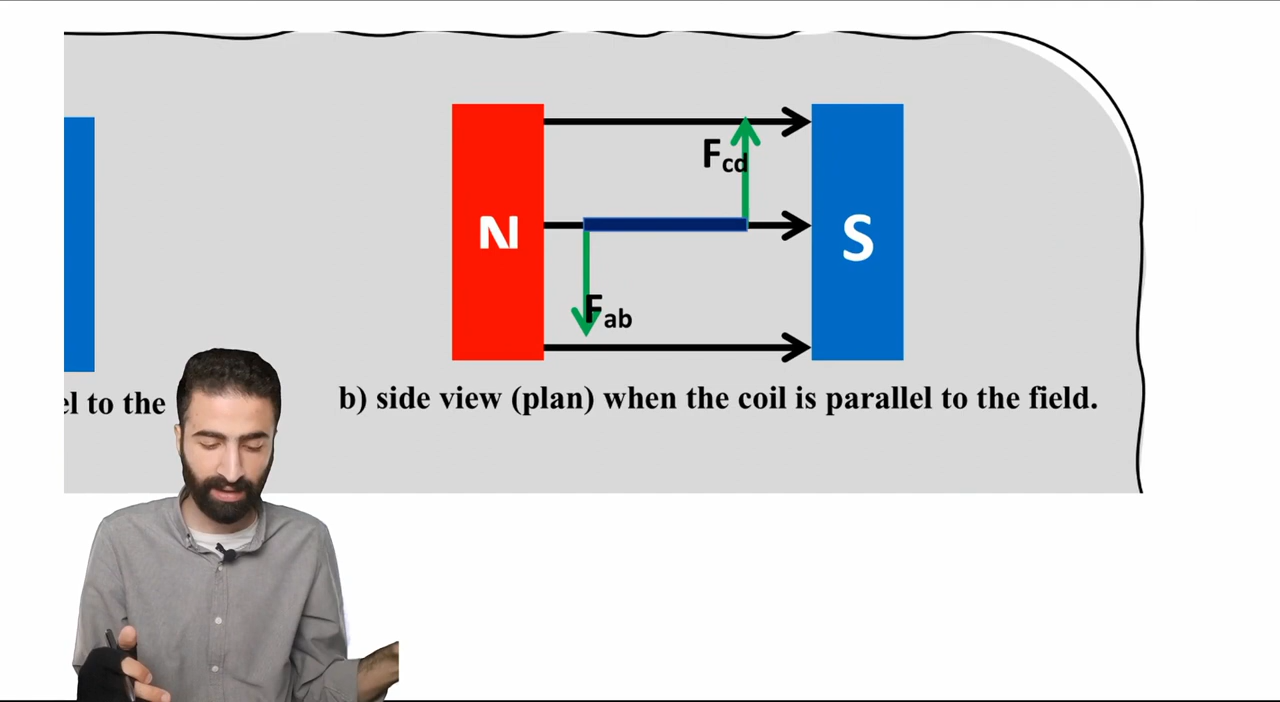 F_cd
N
S
F_ab
el to the
b) side view (plan) when the coil is parallel to the field.